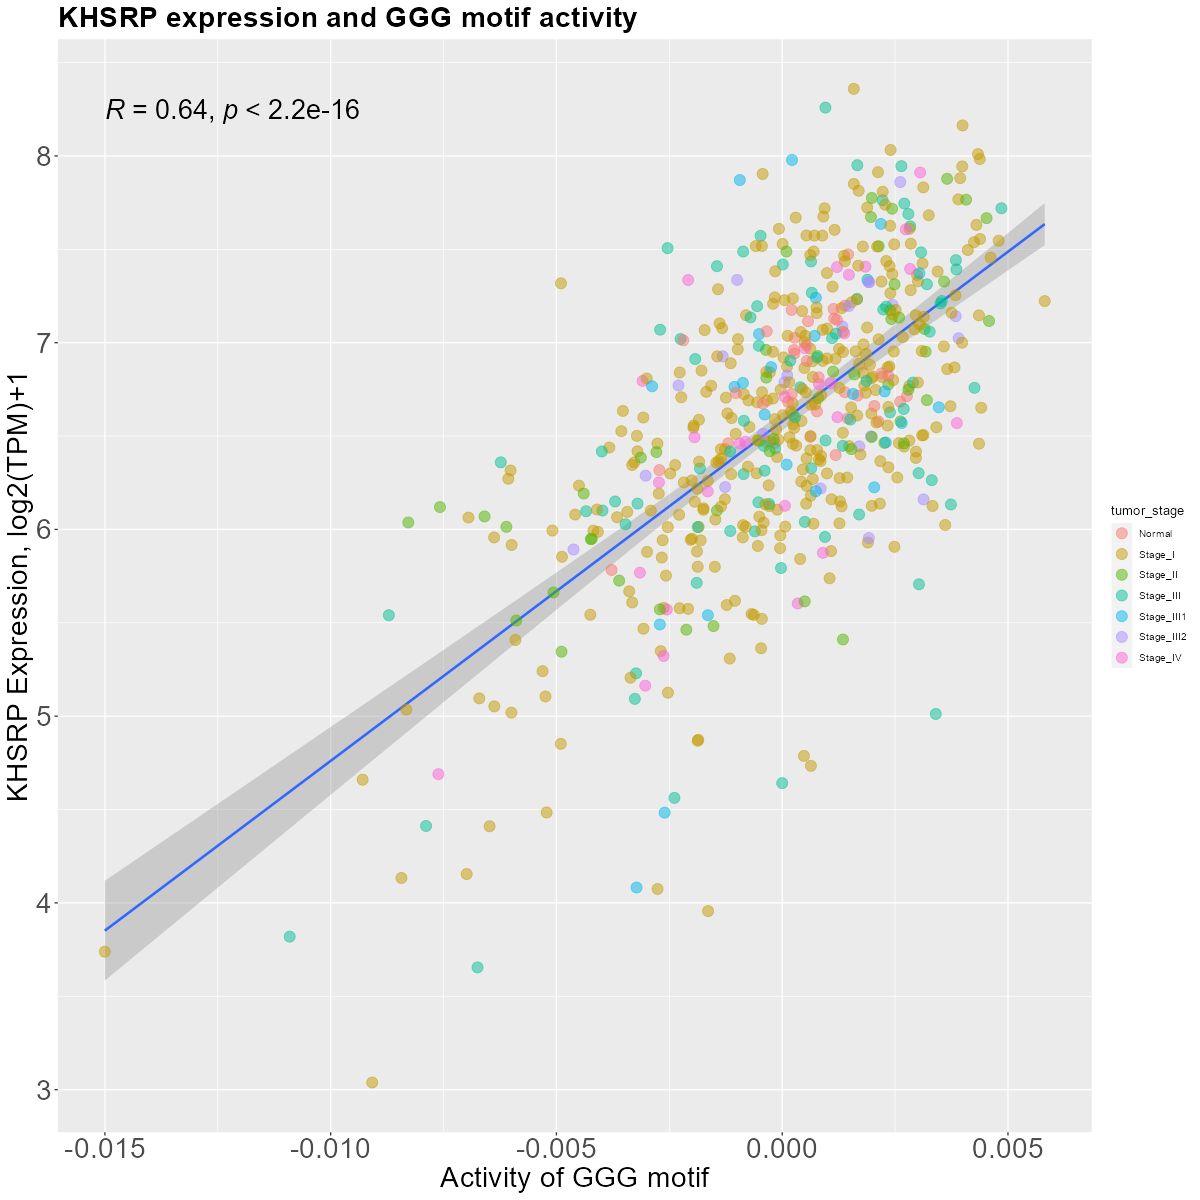 KHSRP expression and GGG motif activity
R = 0.64, p < 2.2e-16
KHSRP Expression, log2(TPM)+1
8
7
6
5
4
3
-0.015
-0.010
-0.005
0.000
0.005
Activity of GGG motif
tumor_stage
Normal
Stage_I
Stage_II
Stage_III
Stage_III1
Stage_III2
Stage_IV